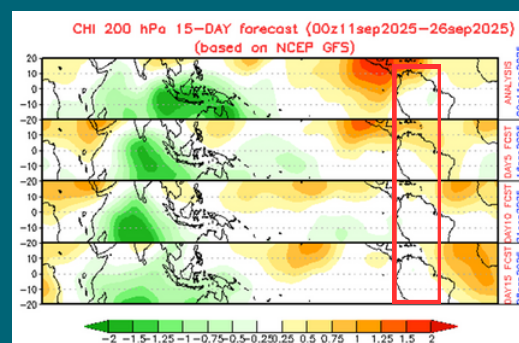 CHI 200 hPa 15-DAY forecast (00z11sep2025-26sep2025)
(based on NCEP GFS)
20
10
0
-10
-20
ANALYSIS
20
10
0
-10
-20
DAY5 FCST
20
10
0
-10
-20
DAY10 FCST
20
10
0
-10
-20
DAY15 FCST
-2 -1.5 -1.25 -1 -0.75 -0.5 -0.25 0.25 0.5 0.75 1 1.25 1.5 2